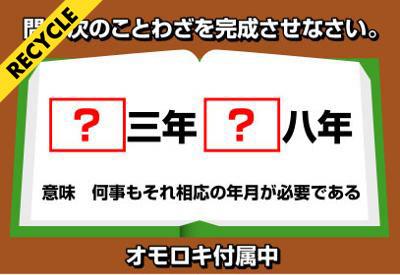 RECYCLE
問 次のことわざを完成させなさい。
? 三年 ? 八年
意味 何事もそれ相応の年月が必要である
オモロキ付属中